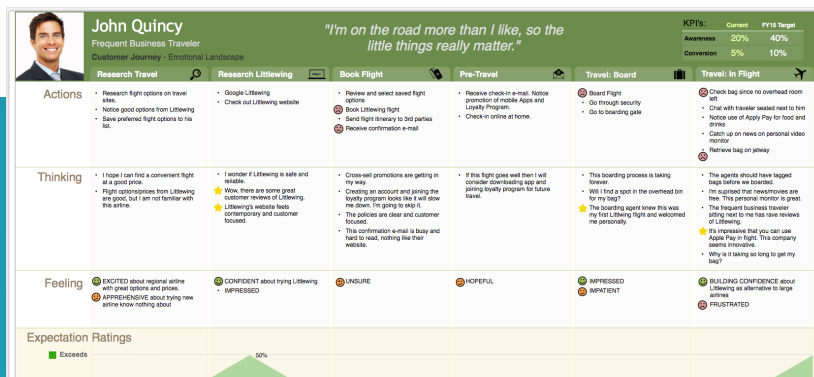 John Quincy
Frequent Business Traveler
Customer Journey - Emotional Landscape
"I'm on the road more than I like, so the
little things really matter."
KPI's: Current FY15 Target
Awareness 20% 40%
Conversion 5% 10%
Research Travel
Research Littlewing
Book Flight
Pre-Travel
Travel: Board
Travel: In Flight
Actions
• Research flight options on travel
sites.
• Notice good options from Littlewing
• Save preferred flight options to his
list.
• Google Littlewing
• Check out Littlewing website
• Review and select saved flight
options
Book Littlewing flight
• Send flight itinerary to 3rd parties
Receive confirmation e-mail
• Receive check-in e-mail. Notice
promotion of mobile Apps and
Loyalty Program.
• Check-in online at home.
Board Flight
• Go through security
• Go to boarding gate
Check bag since no overhead room
left
• Chat with traveler seated next to him
• Notice use of Apply Pay for food and
drinks
• Catch up on news on personal video
monitor
• Retrieve bag on jetway
Thinking
• I hope I can find a convenient flight
at a good price.
• Flight options/prices from Littlewing
are good, but I am not familiar with
this airline.
• I wonder if Littlewing is safe and
reliable.
Wow, there are some great
customer reviews of Littlewing.
Littlewing's website feels
contemporary and customer
focused.
• Cross-sell promotions are getting in
my way.
• Creating an account and joining the
loyalty program looks like it will slow
me down. I'm going to skip it.
• The policies are clear and customer
focused.
• This confirmation e-mail is busy and
hard to read, nothing like their
website.
• If this flight goes well then I will
consider downloading app and
joining loyalty program for future
travel.
• This boarding process is taking
forever.
• Will I find a spot in the overhead bin
for my bag?
The boarding agent knew this was
my first Littlwing flight and welcomed
me personally.
• The agents should have tagged
bags before we boarded.
• I'm suprised that news/movies are
free. This personal monitor is great.
• The frequent business traveler
sitting next to me has rave reviews
of Littlewing.
It's impressive that you can use
Apple Pay in flight. This company
seems innovative.
• Why is it taking so long to get my
bag?
Feeling
EXCITED about regional airline
with great options and prices.
APPREHENSIVE about trying new
airline know nothing about
CONFIDENT about trying Littlewing
• IMPRESSED
UNSURE
HOPEFUL
IMPRESSED
IMPATIENT
BUILDING CONFIDENCE about
Littlewing as alternative to large
airlines
FRUSTRATED
Expectation Ratings
Exceeds
50%